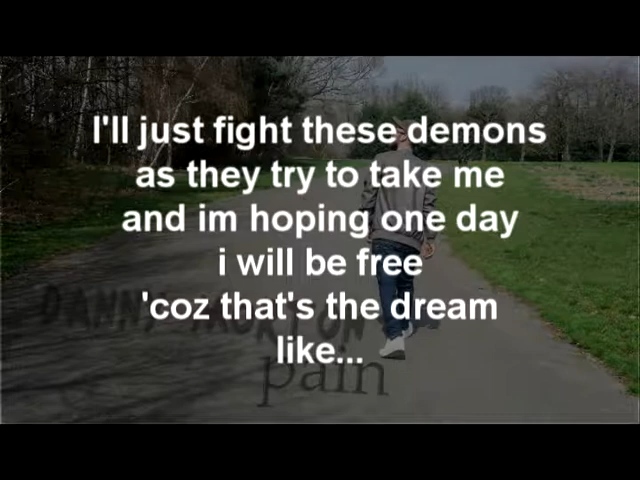 I'll just fight these demons
as they try to take me
and im hoping one day
i will be free
'coz that's the dream
like...
DANNY
pain